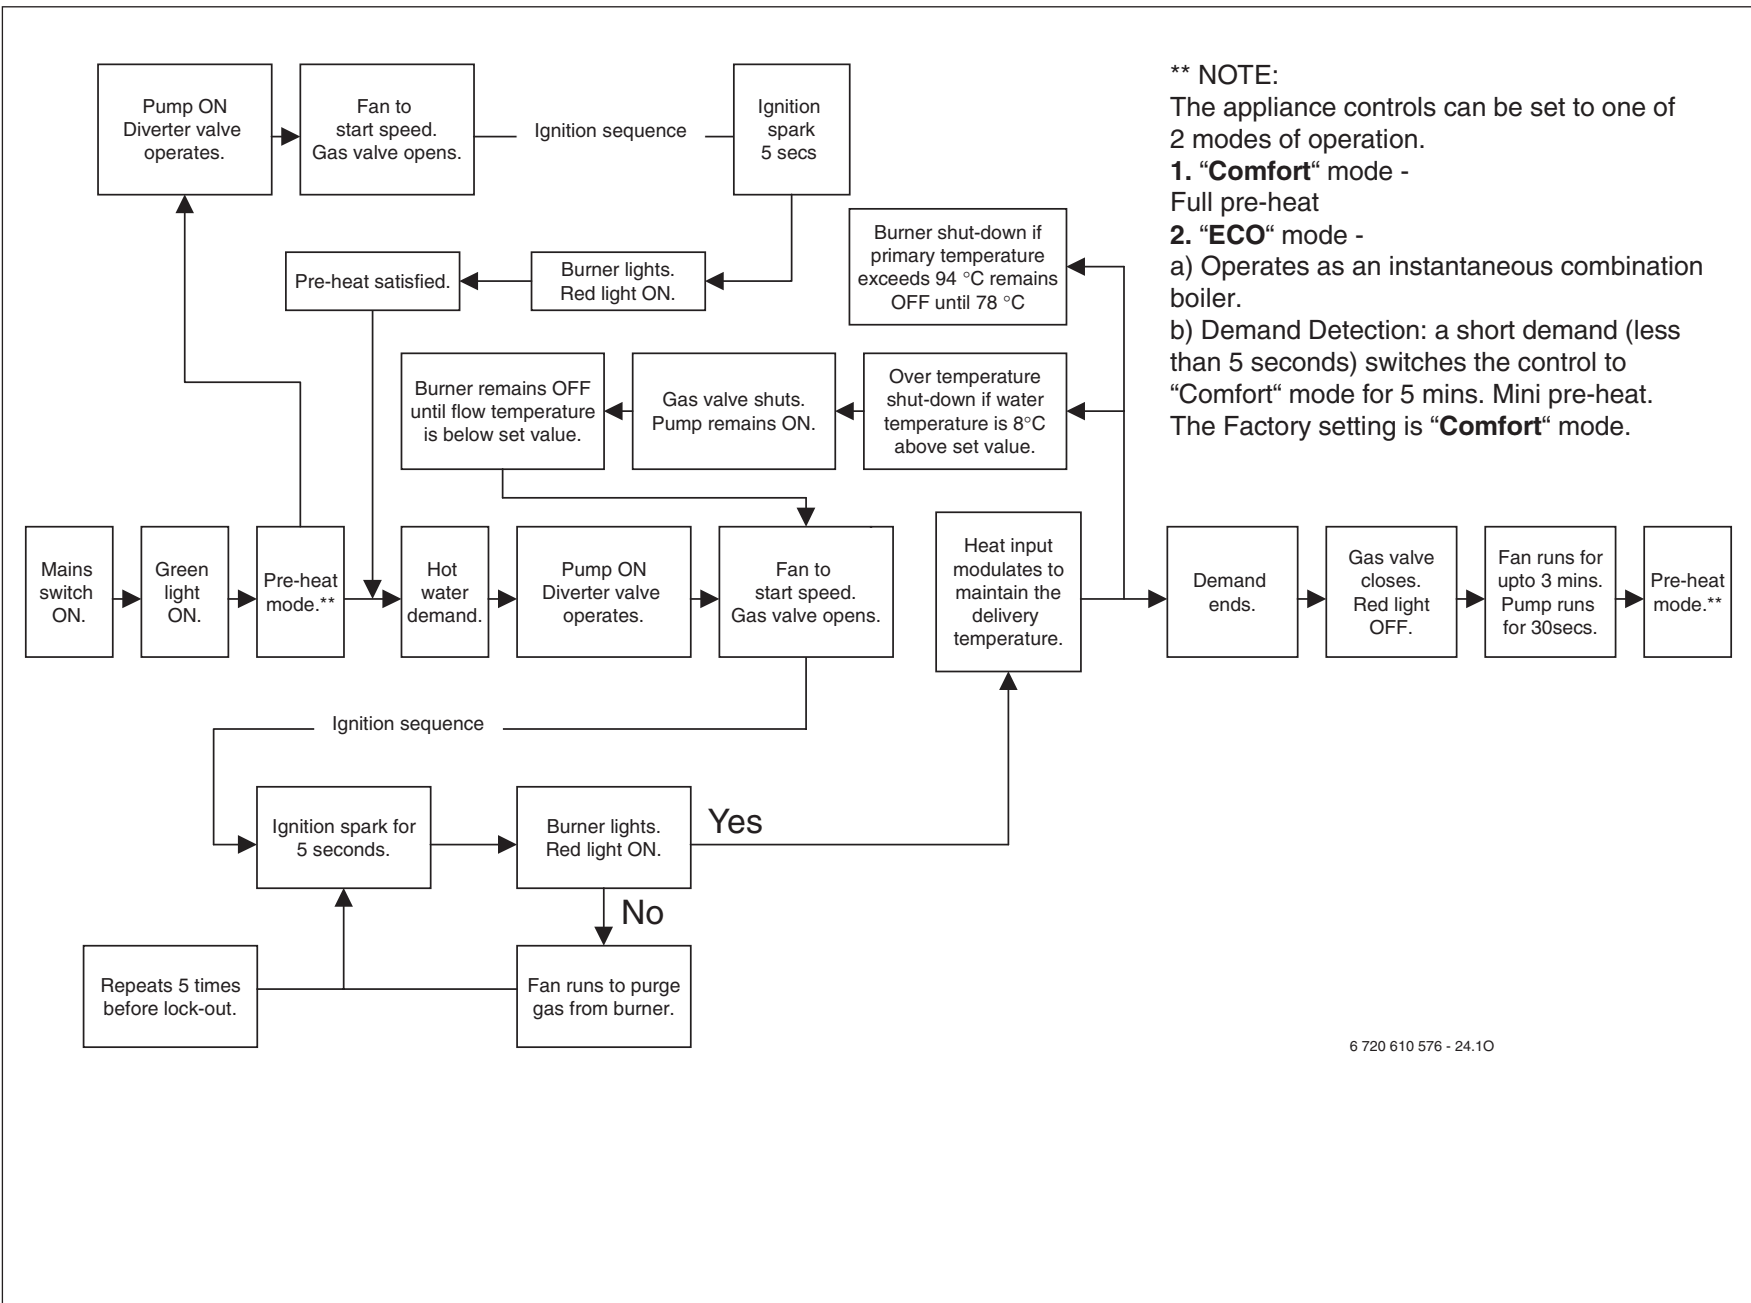 Pump ON
Diverter valve
operates.
Fan to
start speed.
Gas valve opens.
Ignition sequence
Ignition
spark
5 secs
** NOTE:
The appliance controls can be set to one of
2 modes of operation.
1. “Comfort“ mode -
Full pre-heat
2. “ECO“ mode -
a) Operates as an instantaneous combination
boiler.
b) Demand Detection: a short demand (less
than 5 seconds) switches the control to
“Comfort“ mode for 5 mins. Mini pre-heat.
The Factory setting is “Comfort“ mode.
Pre-heat satisfied.
Burner lights.
Red light ON.
Burner shut-down if
primary temperature
exceeds 94 °C remains
OFF until 78 °C
Burner remains OFF
until flow temperature
is below set value.
Gas valve shuts.
Pump remains ON.
Over temperature
shut-down if water
temperature is 8°C
above set value.
Mains
switch
ON.
Green
light
ON.
Pre-heat
mode.**
Hot
water
demand.
Pump ON
Diverter valve
operates.
Fan to
start speed.
Gas valve opens.
Heat input
modulates to
maintain the
delivery
temperature.
Demand
ends.
Gas valve
closes.
Red light
OFF.
Fan runs for
upto 3 mins.
Pump runs
for 30secs.
Pre-heat
mode.**
Ignition sequence
Ignition spark for
5 seconds.
Burner lights.
Red light ON.
Yes
No
Repeats 5 times
before lock-out.
Fan runs to purge
gas from burner.
6 720 610 576 - 24.1O